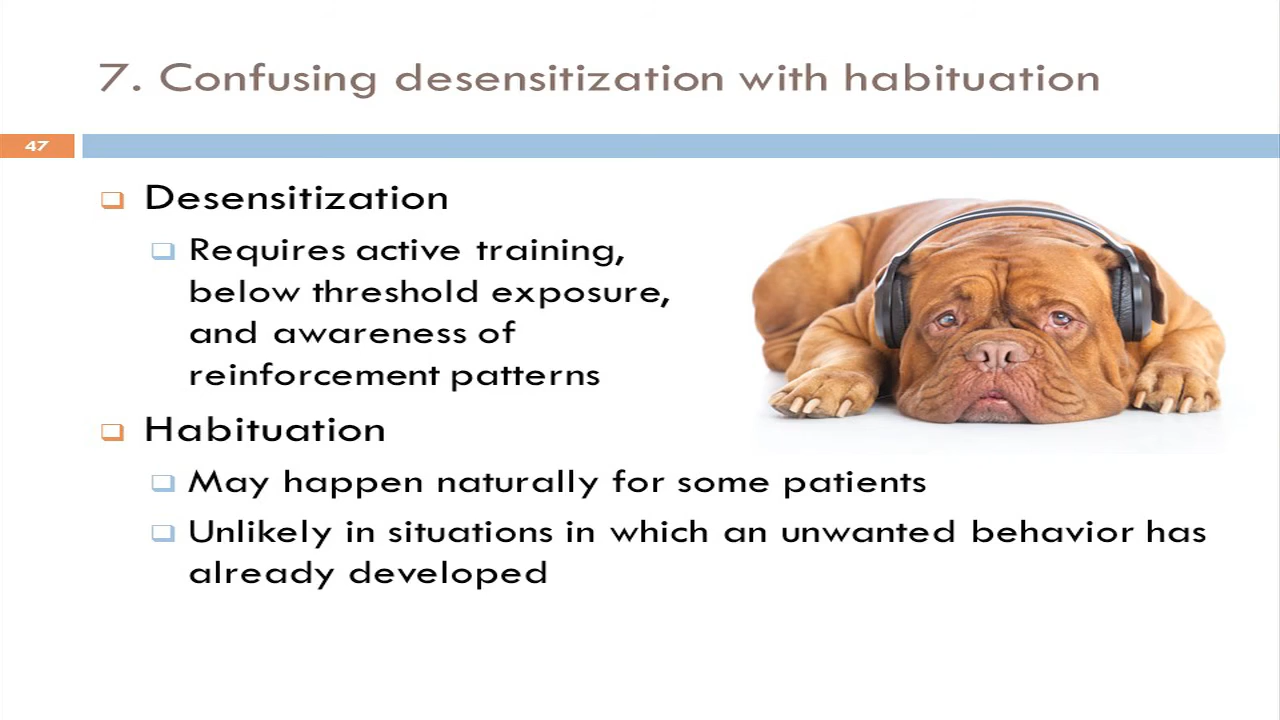 7. Confusing desensitization with habituation
47
Desensitization
Requires active training,
below threshold exposure,
and awareness of
reinforcement patterns
Habituation
May happen naturally for some patients
Unlikely in situations in which an unwanted behavior has
already developed